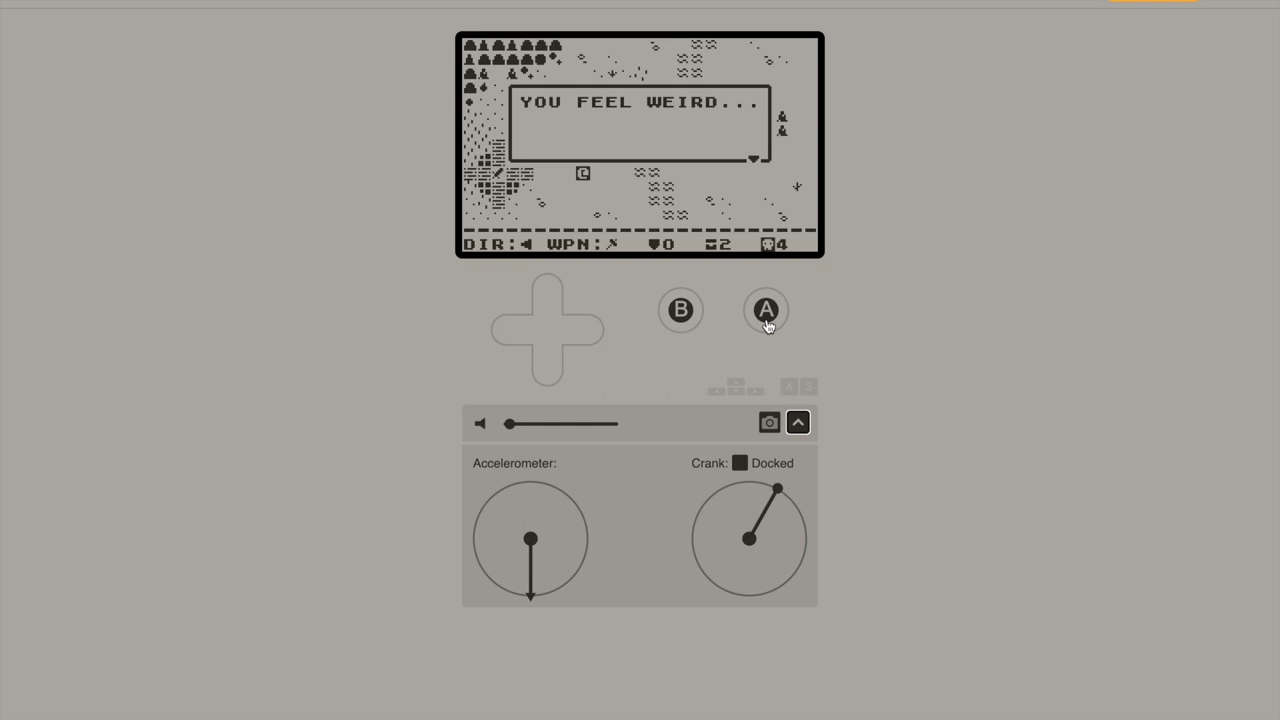 YOU FEEL WEIRD...
C
DIR: WPN: 0 2 4
B A
A S
Accelerometer:
Crank: Docked